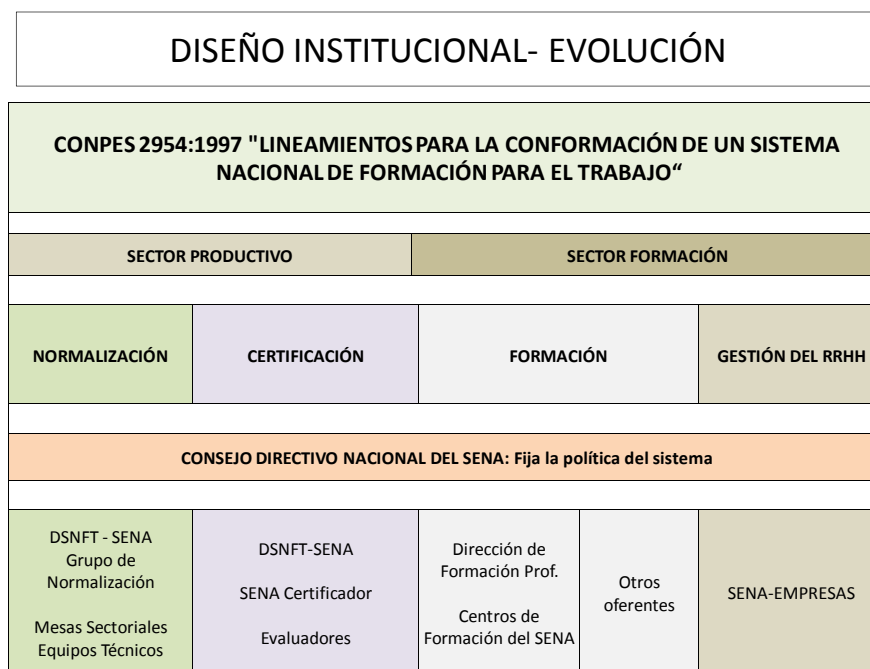 DISEÑO INSTITUCIONAL- EVOLUCIÓN
CONPES 2954:1997 "LINEAMIENTOS PARA LA CONFORMACIÓN DE UN SISTEMA
NACIONAL DE FORMACIÓN PARA EL TRABAJO“
SECTOR PRODUCTIVO
SECTOR FORMACIÓN
NORMALIZACIÓN
CERTIFICACIÓN
FORMACIÓN
GESTIÓN DEL RRHH
CONSEJO DIRECTIVO NACIONAL DEL SENA: Fija la política del sistema
DSNFT - SENA
Grupo de
Normalización
Mesas Sectoriales
Equipos Técnicos
DSNFT-SENA
SENA Certificador
Evaluadores
Dirección de
Formación Prof.
Centros de
Formación del SENA
Otros
oferentes
SENA-EMPRESAS